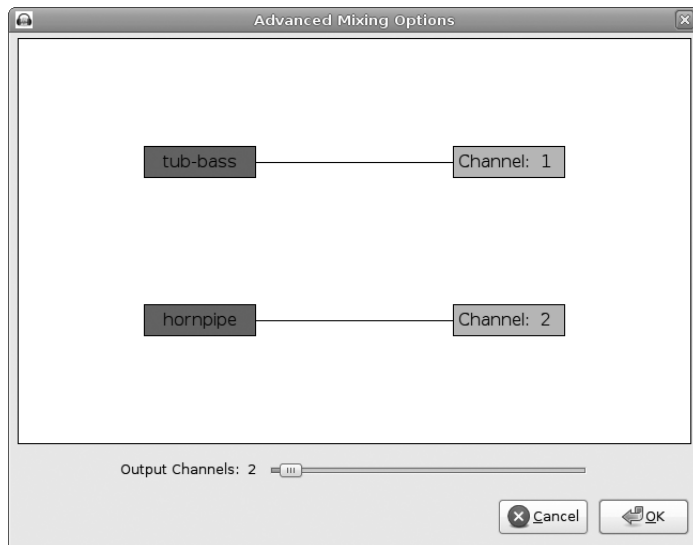 Advanced Mixing Options
tub-bass Channel: 1
hornpipe Channel: 2
Output Channels: 2
Cancel OK